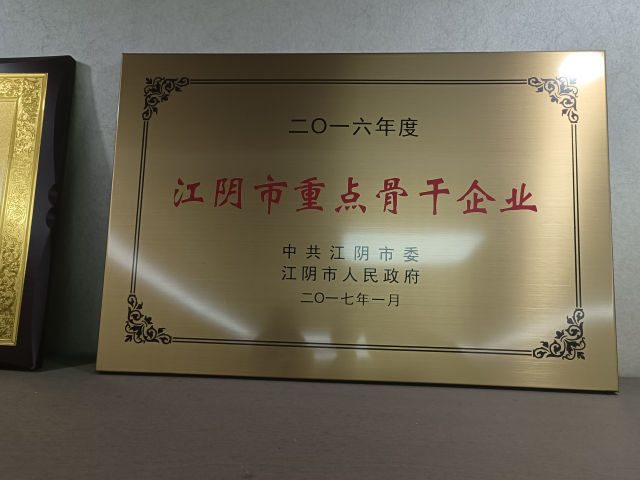 二〇一六年度
江阴市重点骨干企业
中共江阴市委
江阴市人民政府
二〇一七年一月